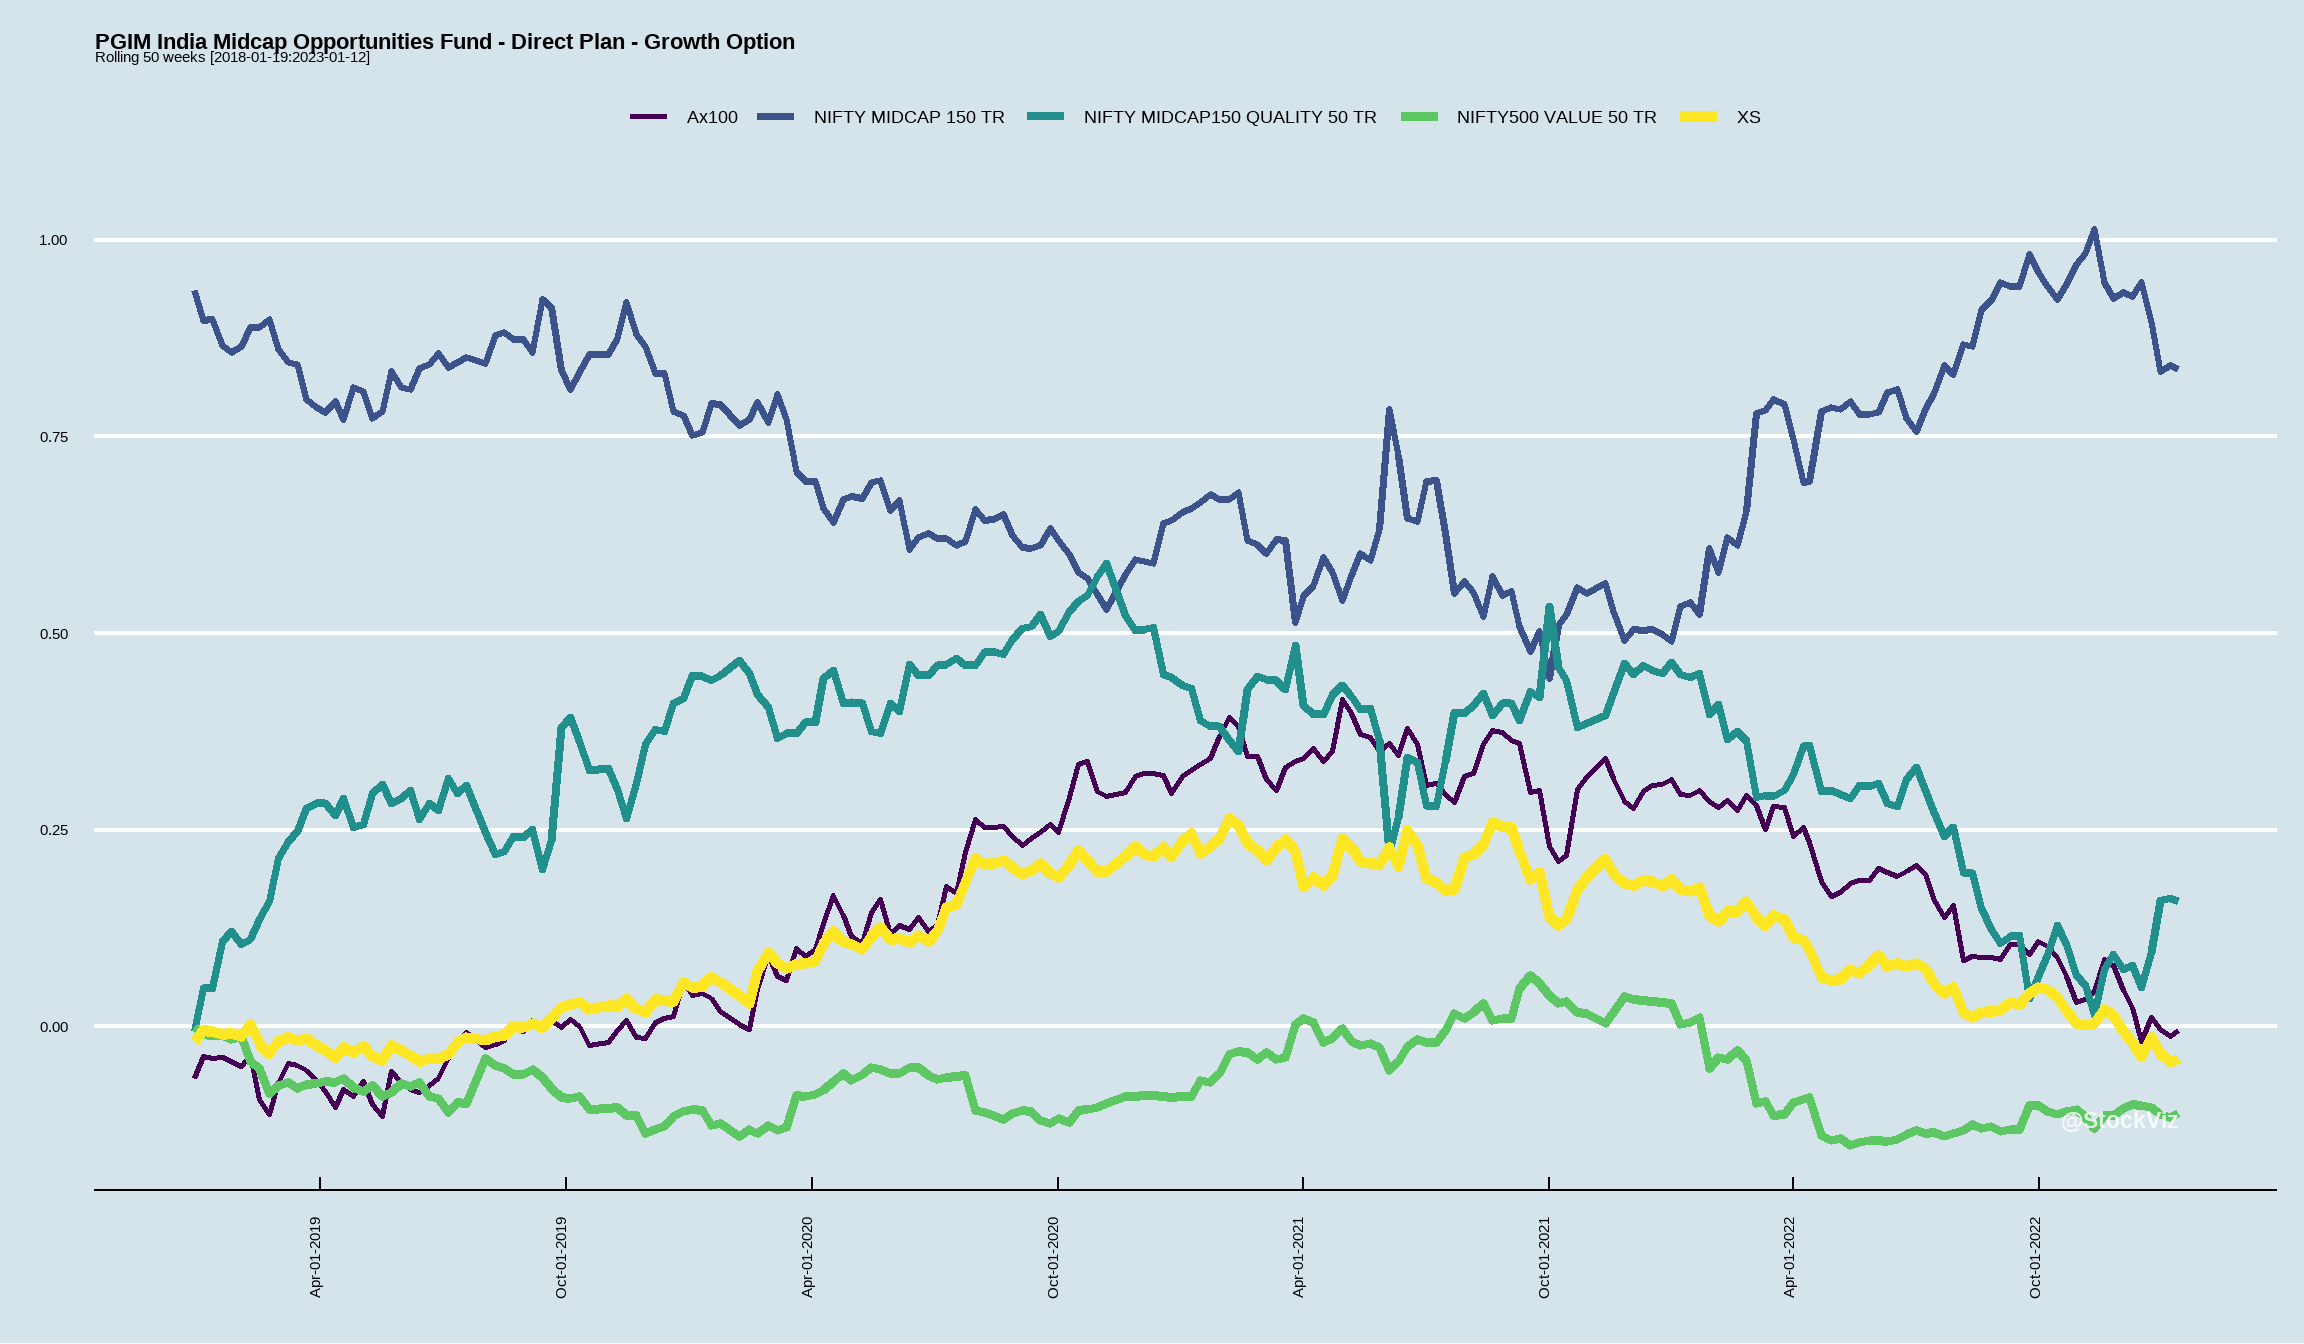 PGIM India Midcap Opportunities Fund - Direct Plan - Growth Option
Rolling 50 weeks [2018-01-19:2023-01-12]
Ax100 NIFTY MIDCAP 150 TR NIFTY MIDCAP150 QUALITY 50 TR NIFTY500 VALUE 50 TR XS
1.00
0.75
0.50
0.25
0.00
@StockViz
Apr-01-2019 Oct-01-2019 Apr-01-2020 Oct-01-2020 Apr-01-2021 Oct-01-2021 Apr-01-2022 Oct-01-2022